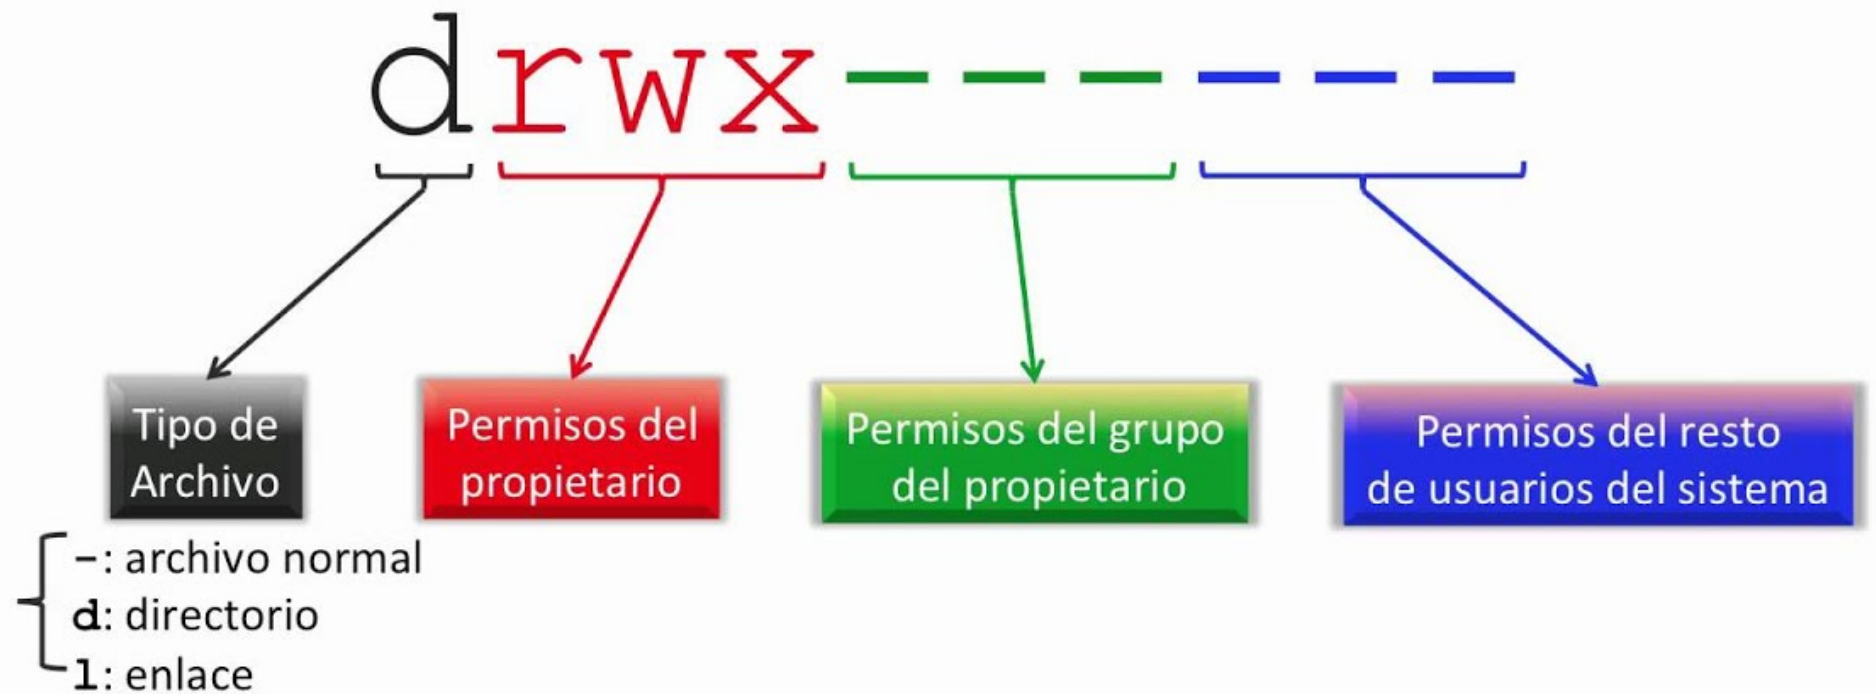 drwx------
Tipo de
Archivo
Permisos del
propietario
Permisos del grupo
del propietario
Permisos del resto
de usuarios del sistema
-: archivo normal
d: directorio
l: enlace